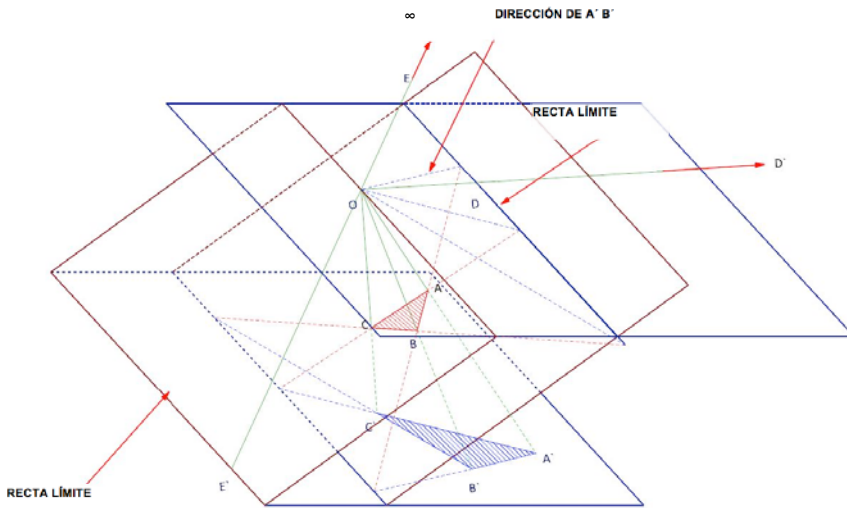 ∞
DIRECCIÓN DE A´ B´
E
RECTA LÍMITE
D´
O
D
A
C
B
C´
A´
B´
E´
RECTA LÍMITE